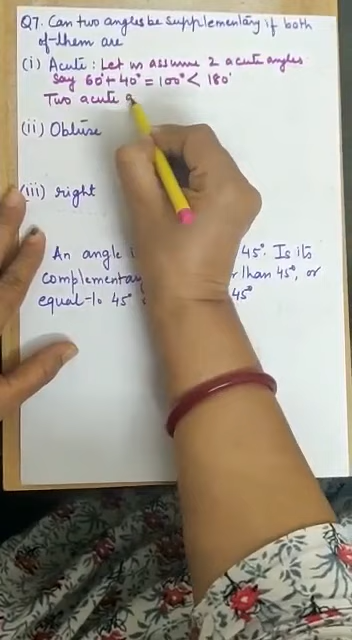 Q7. Can two angles be supplementary if both
of them are
(i) Acute : Let us assume 2 acute angles
Say 60° + 40° = 100° < 180°
Two acute a
(ii) Obtuse
(iii) right
An angle i 45°. Is its
complementary r than 45°, or
equal to 45° 45°